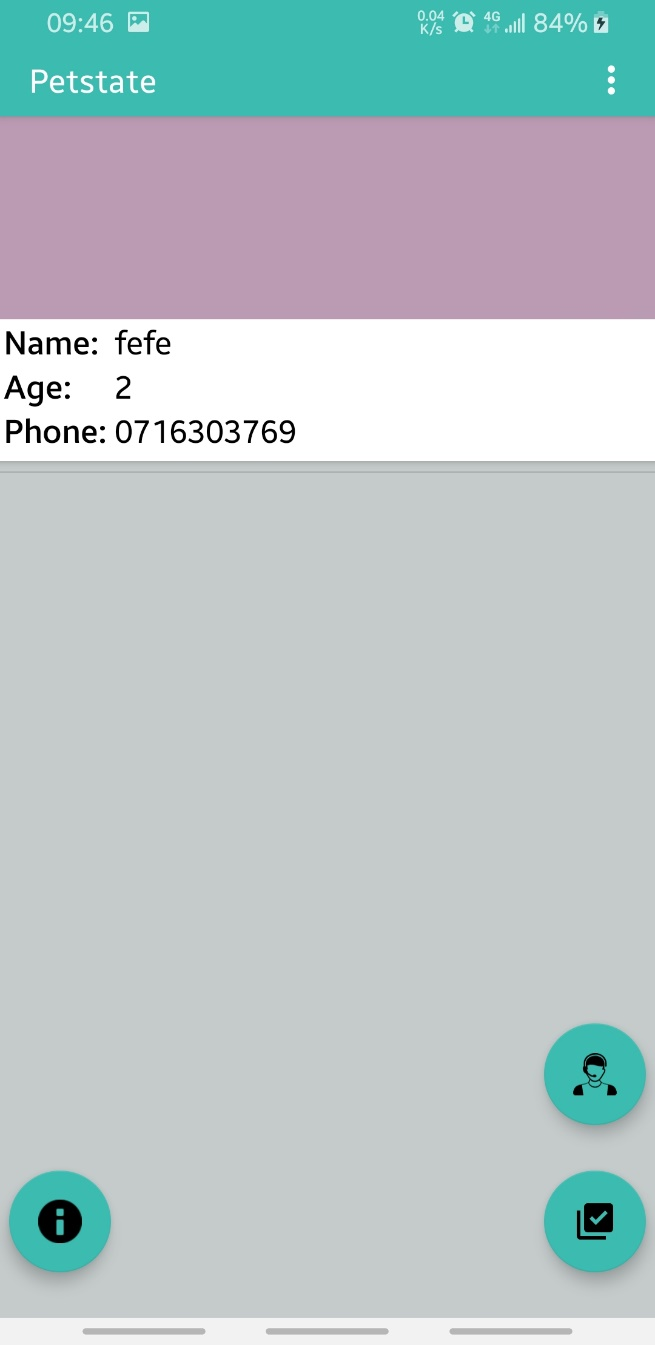 09:46 0.04 K/s 4G 84%
Petstate
Name: fefe
Age: 2
Phone: 0716303769